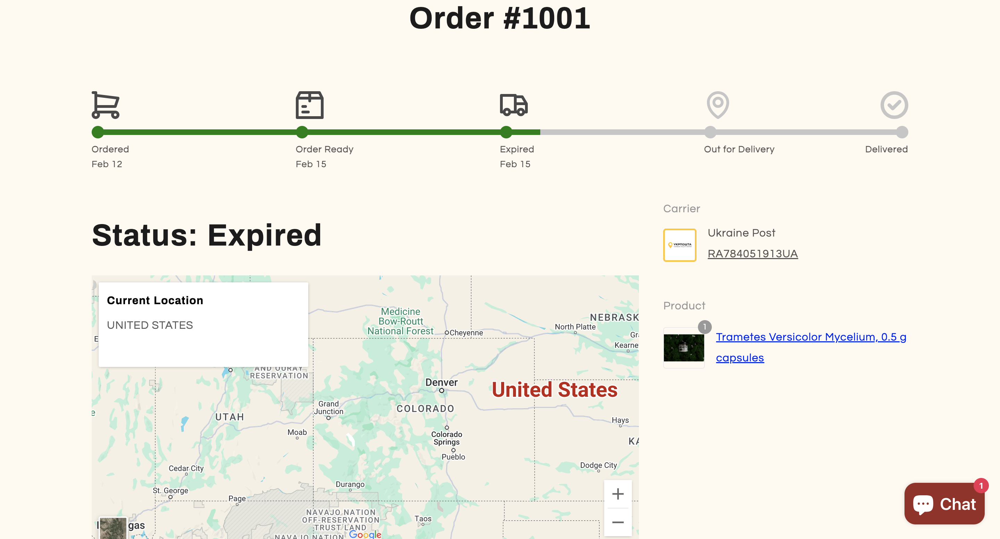 Order #1001
Ordered
Feb 12
Order Ready
Feb 15
Expired
Feb 15
Out for Delivery
Delivered
Status: Expired
Current Location
UNITED STATES
Medicine
Bow-Routt
National Forest
Cheyenne
North Platte
NEBRASK
Gra
Kearne
E
AND OURAY
RESERVATION
Denver
United States
Grand
Junction
COLORADO
e
UTAH
Moab
Hays
Colorado
Springs
KA
Pueblo
Cedar City
Dodge City
Durango
St. George
Page
NAVAJO NATION
OFF-RESERVATION
TRUST LAND
Taos
gas
NAVAJO NATION
Google
Carrier
УКРПОШТА
Ukraine Post
RA784051913UA
Product
1
Trametes Versicolor Mycelium, 0.5 g
capsules
1
Chat